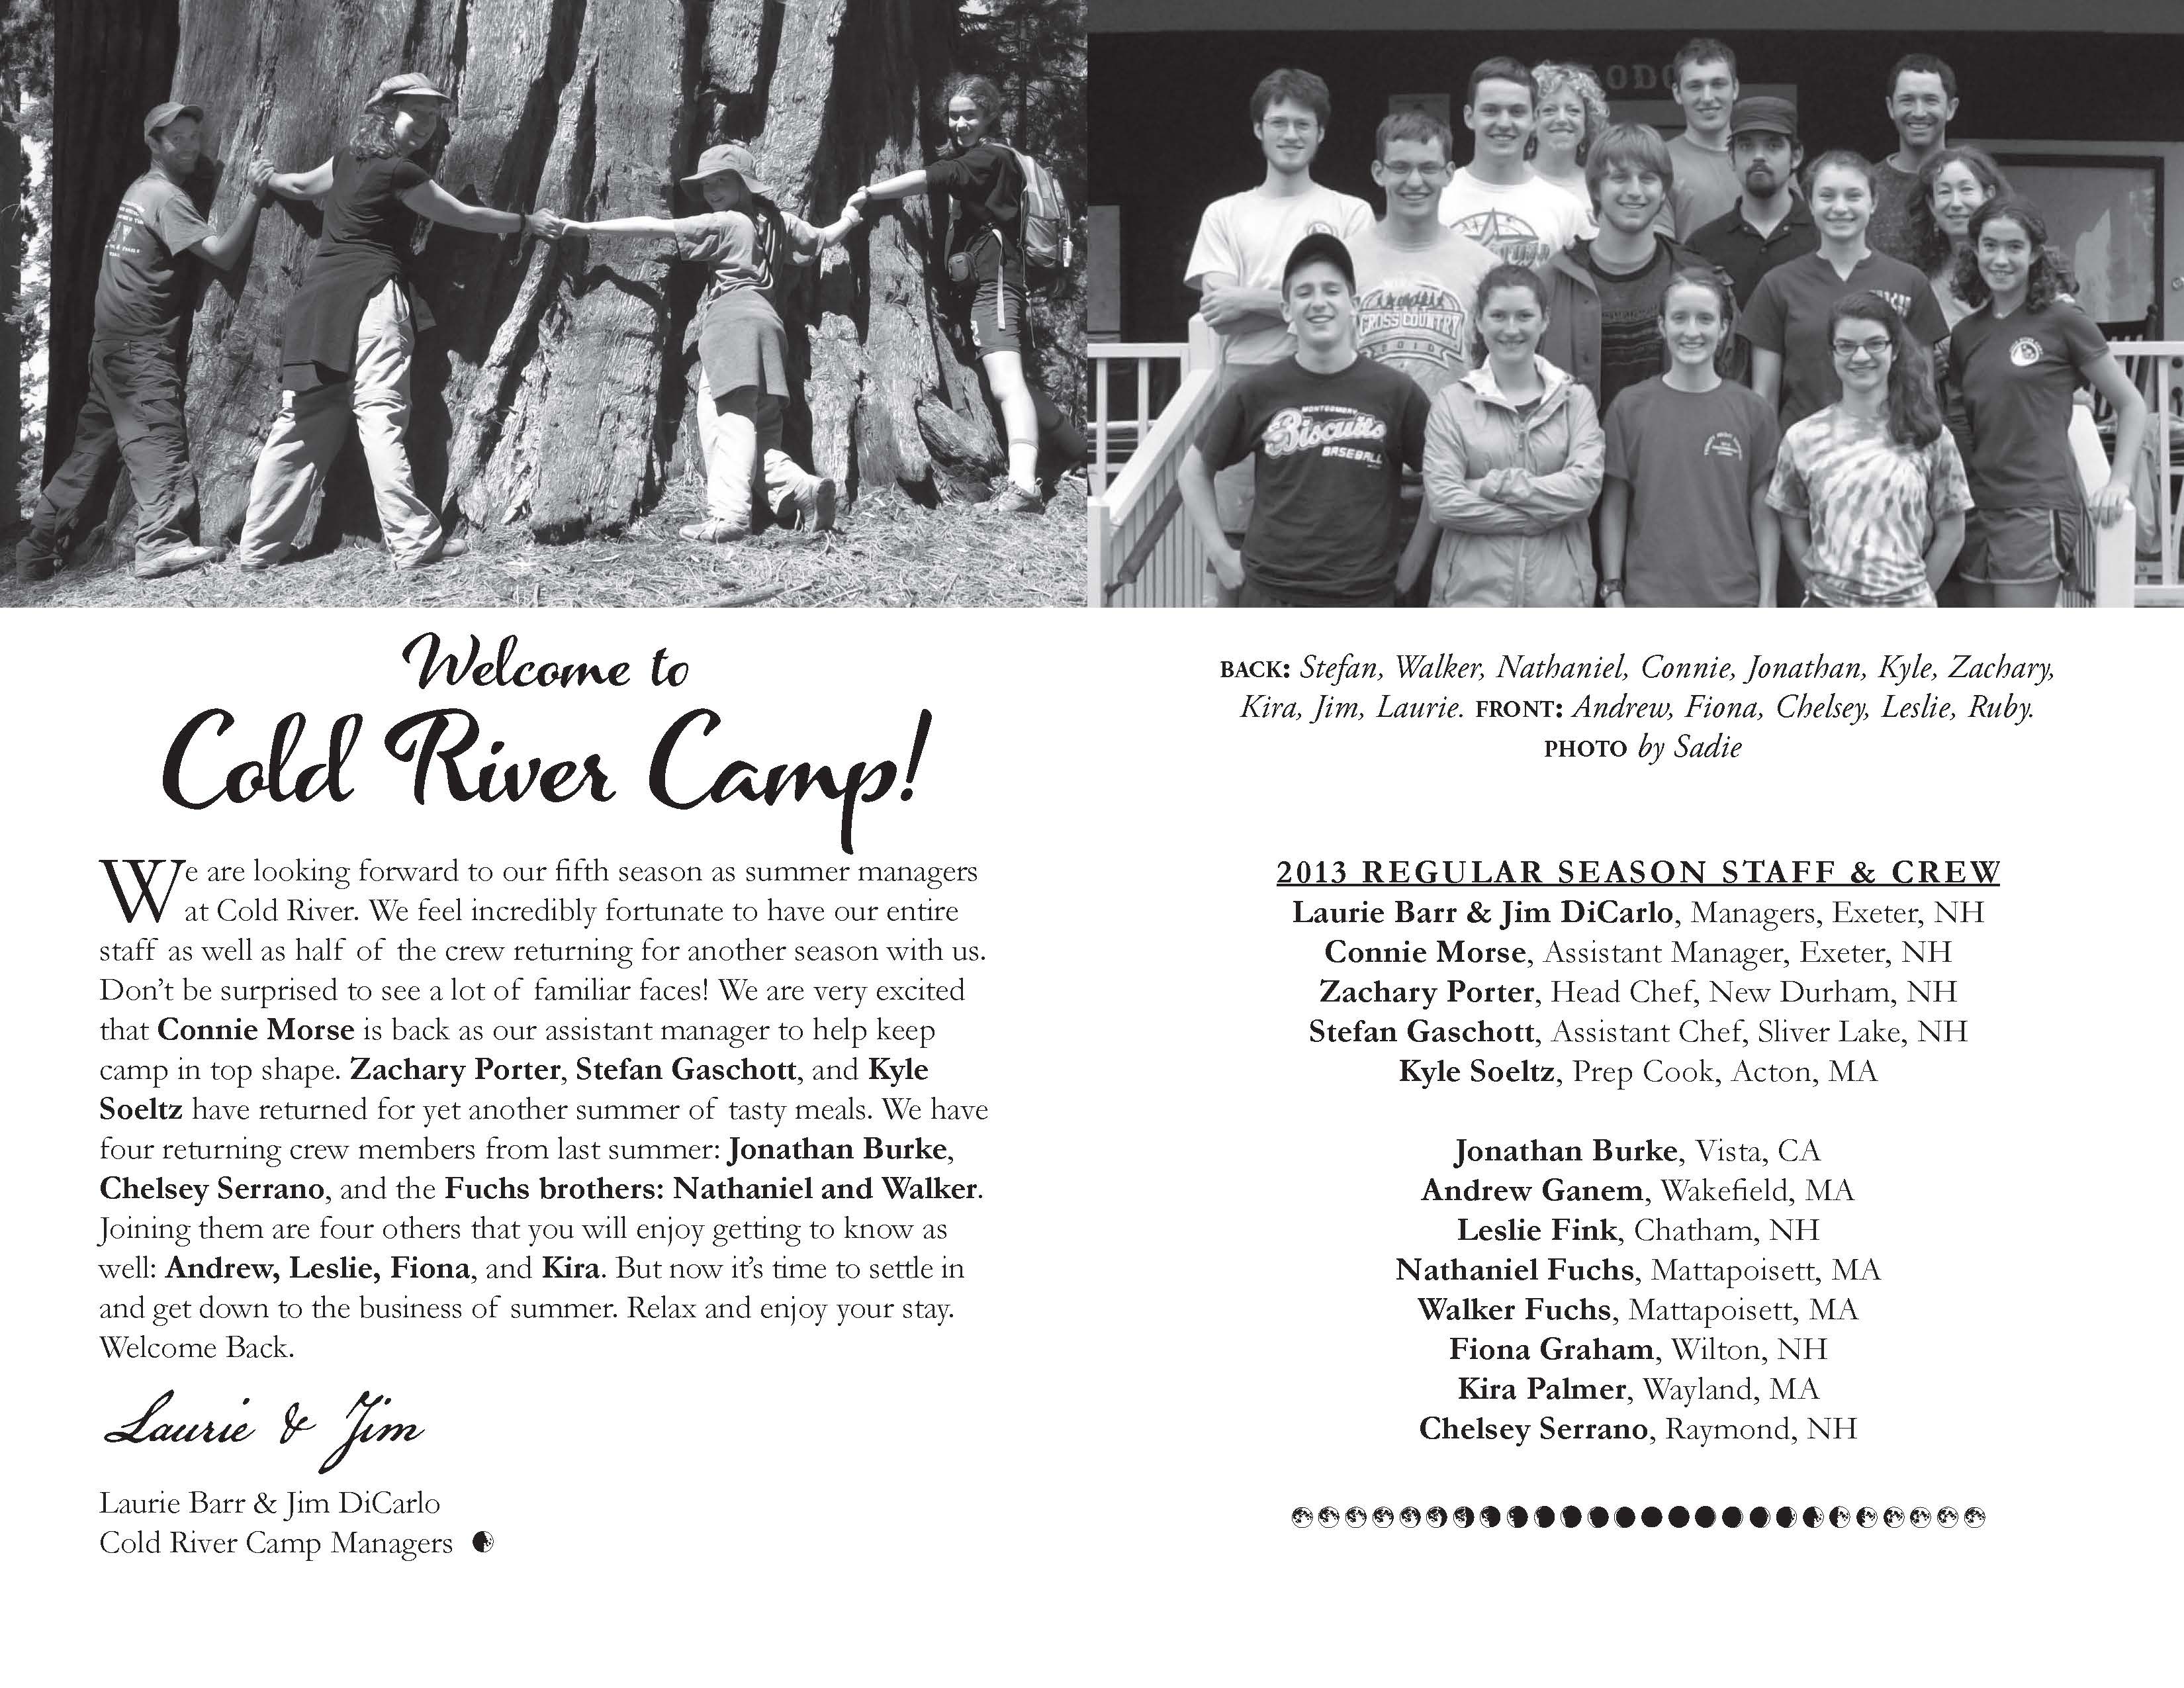 Welcome to
Cold River Camp!
We are looking forward to our fifth season as summer managers
at Cold River. We feel incredibly fortunate to have our entire
staff as well as half of the crew returning for another season with us.
Don’t be surprised to see a lot of familiar faces! We are very excited
that Connie Morse is back as our assistant manager to help keep
camp in top shape. Zachary Porter, Stefan Gaschott, and Kyle
Soeltz have returned for yet another summer of tasty meals. We have
four returning crew members from last summer: Jonathan Burke,
Chelsey Serrano, and the Fuchs brothers: Nathaniel and Walker.
Joining them are four others that you will enjoy getting to know as
well: Andrew, Leslie, Fiona, and Kira. But now it’s time to settle in
and get down to the business of summer. Relax and enjoy your stay.
Welcome Back.
Laurie & Jim
Laurie Barr & Jim DiCarlo
Cold River Camp Managers
MONTGOMERY
Biscuits
BASEBALL
CROSS COUNTRY
2010
BACK: Stefan, Walker, Nathaniel, Connie, Jonathan, Kyle, Zachary,
Kira, Jim, Laurie. FRONT: Andrew, Fiona, Chelsey, Leslie, Ruby.
PHOTO by Sadie
2013 REGULAR SEASON STAFF & CREW
Laurie Barr & Jim DiCarlo, Managers, Exeter, NH
Connie Morse, Assistant Manager, Exeter, NH
Zachary Porter, Head Chef, New Durham, NH
Stefan Gaschott, Assistant Chef, Sliver Lake, NH
Kyle Soeltz, Prep Cook, Acton, MA
Jonathan Burke, Vista, CA
Andrew Ganem, Wakefield, MA
Leslie Fink, Chatham, NH
Nathaniel Fuchs, Mattapoisett, MA
Walker Fuchs, Mattapoisett, MA
Fiona Graham, Wilton, NH
Kira Palmer, Wayland, MA
Chelsey Serrano, Raymond, NH